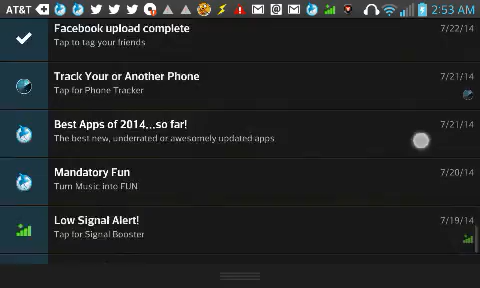 AT&T 2:53 AM
Facebook upload complete 7/22/14
Tap to tag your friends
Track Your or Another Phone 7/21/14
Tap for Phone Tracker
Best Apps of 2014...so far! 7/21/14
The best new, underrated or awesomely updated apps
Mandatory Fun 7/20/14
Turn Music into FUN
Low Signal Alert! 7/19/14
Tap for Signal Booster